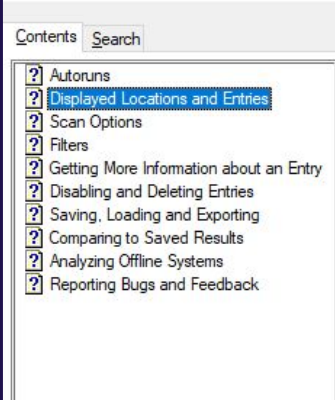 Contents Search
Autoruns
Displayed Locations and Entries
Scan Options
Filters
Getting More Information about an Entry
Disabling and Deleting Entries
Saving, Loading and Exporting
Comparing to Saved Results
Analyzing Offline Systems
Reporting Bugs and Feedback